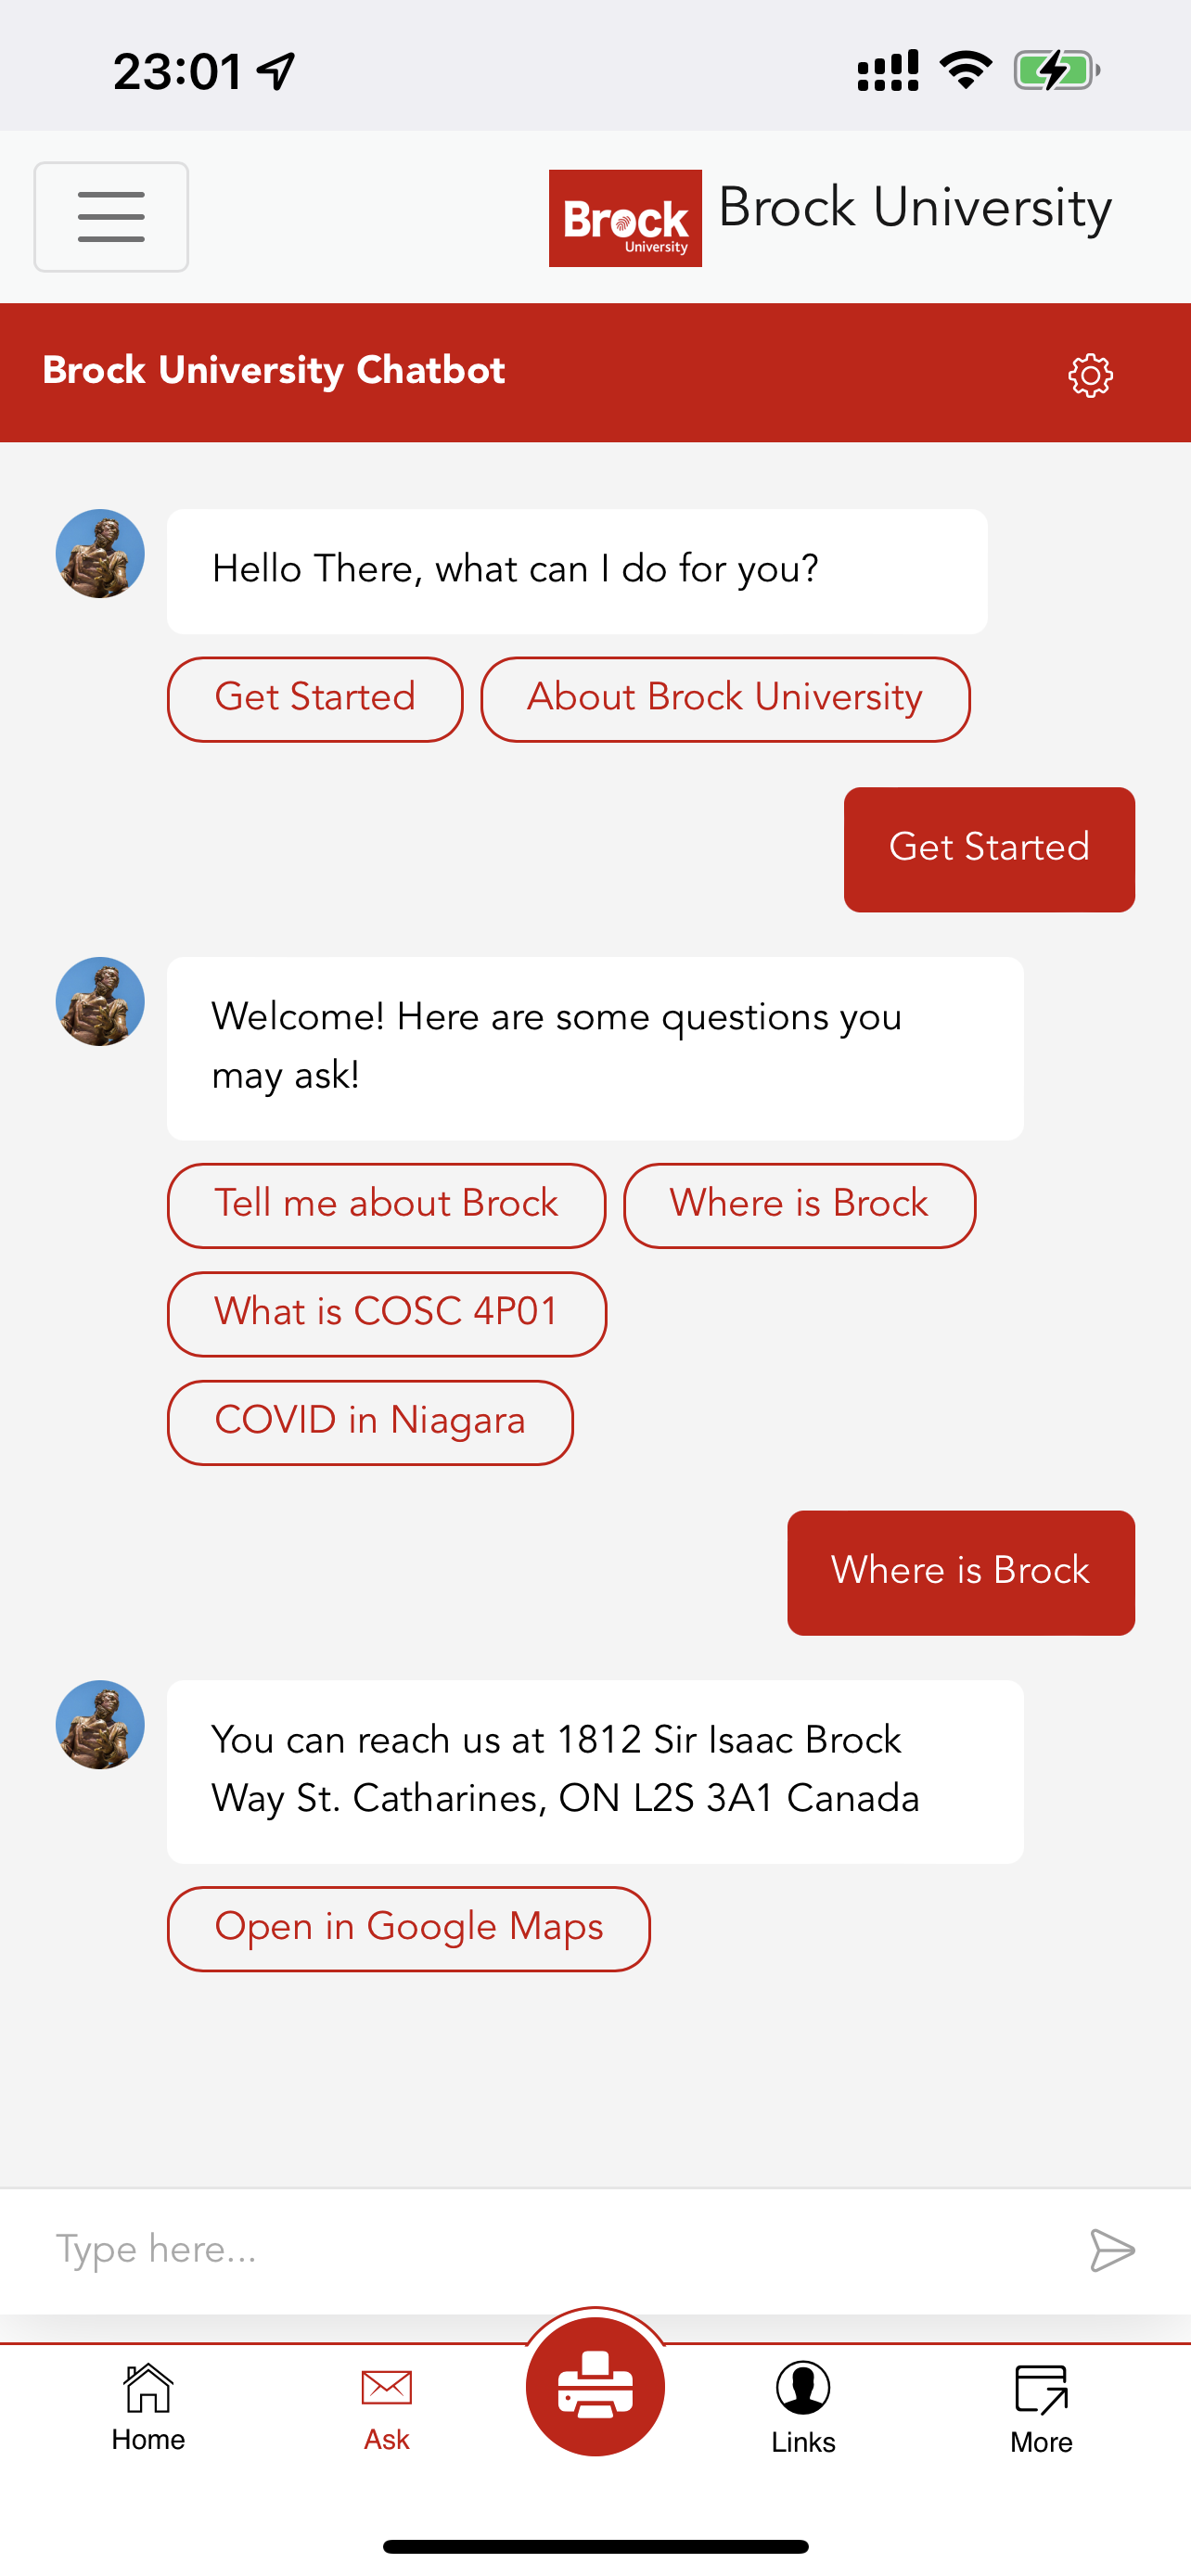 23:01
Brock
University
Brock University
Brock University Chatbot
Hello There, what can I do for you?
Get Started
About Brock University
Get Started
Welcome! Here are some questions you
may ask!
Tell me about Brock
Where is Brock
What is COSC 4P01
COVID in Niagara
Where is Brock
You can reach us at 1812 Sir Isaac Brock
Way St. Catharines, ON L2S 3A1 Canada
Open in Google Maps
Type here...
Home
Ask
Links
More